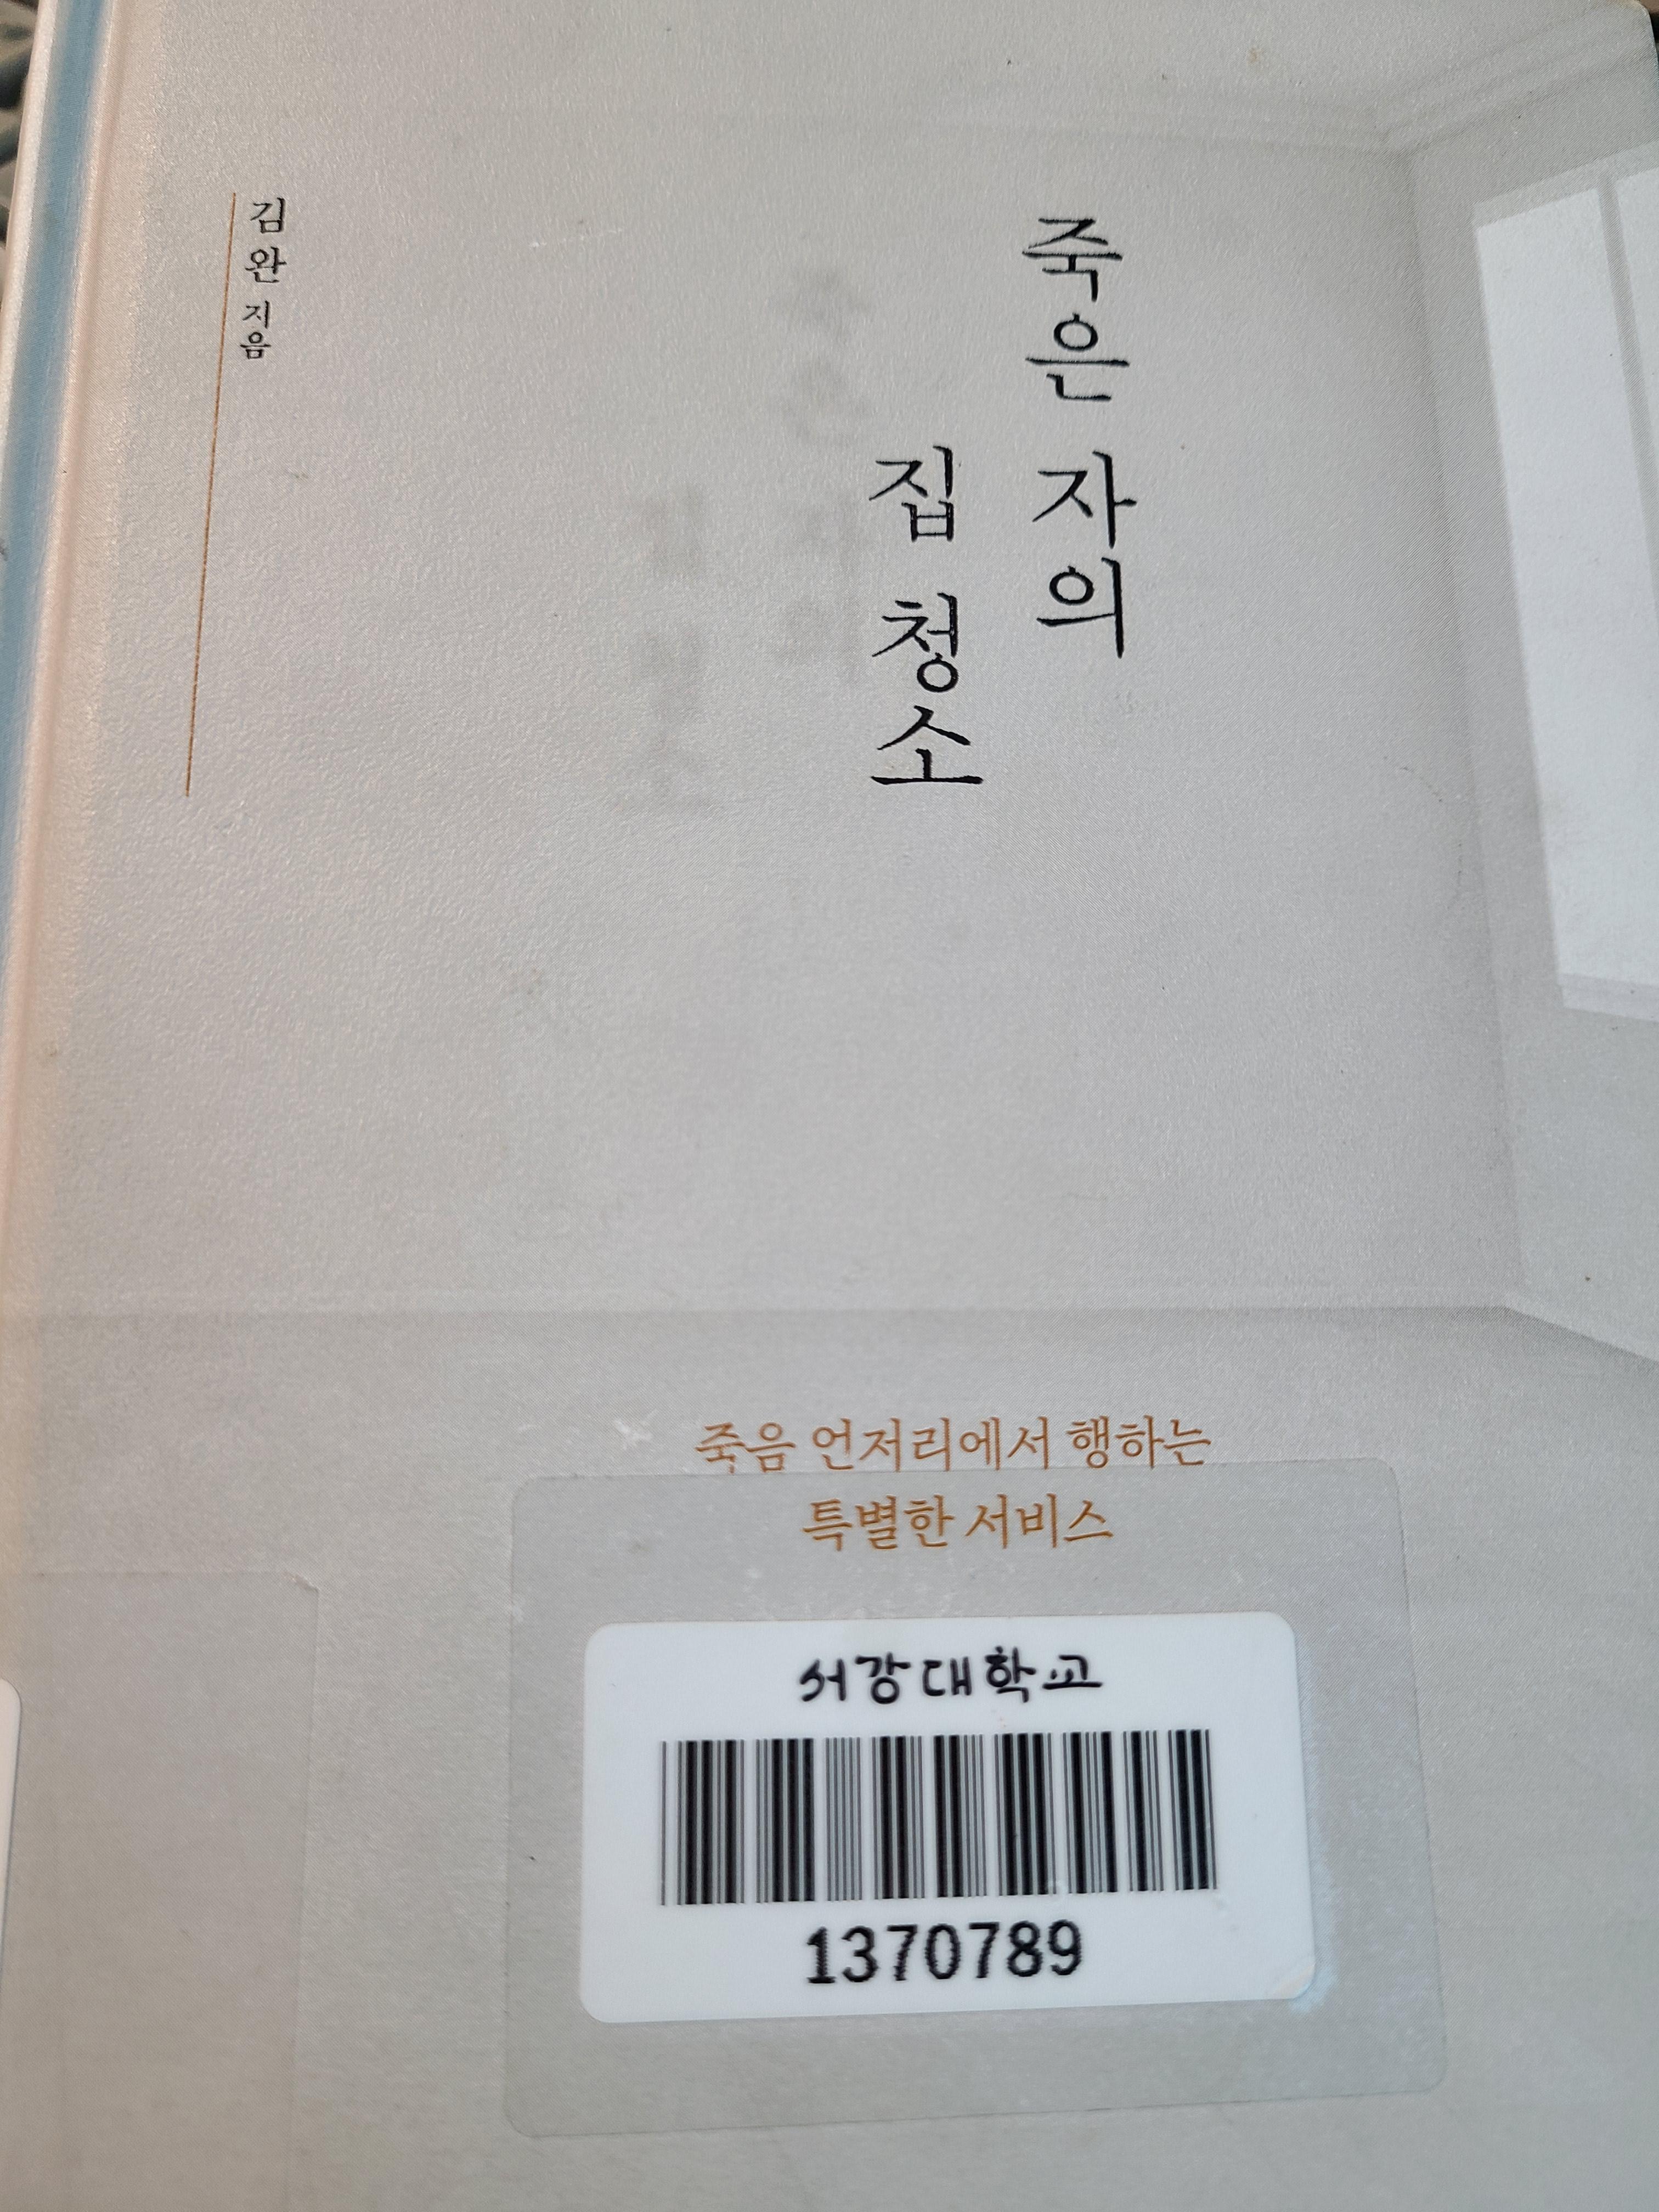 죽은 자의
집 청소
김완 지음
죽음 언저리에서 행하는
특별한 서비스
서강대학교
1370789